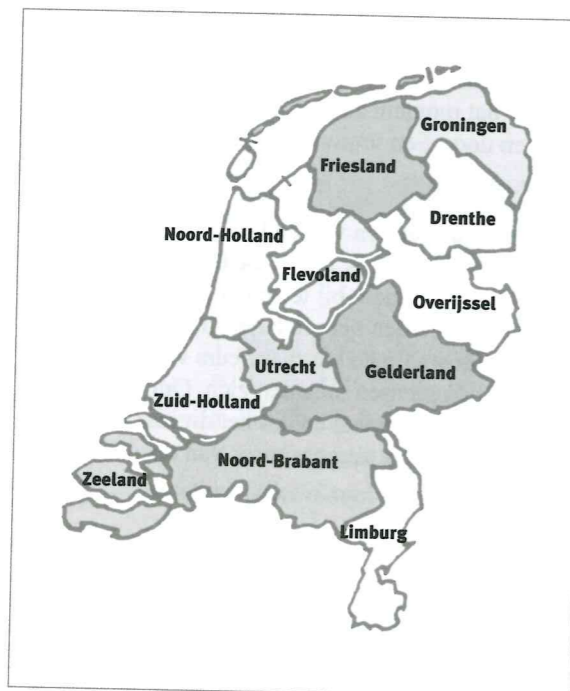 Groningen
Friesland
Drenthe
Noord-Holland
Flevoland
Overijssel
Utrecht
Gelderland
Zuid-Holland
Noord-Brabant
Zeeland
Limburg